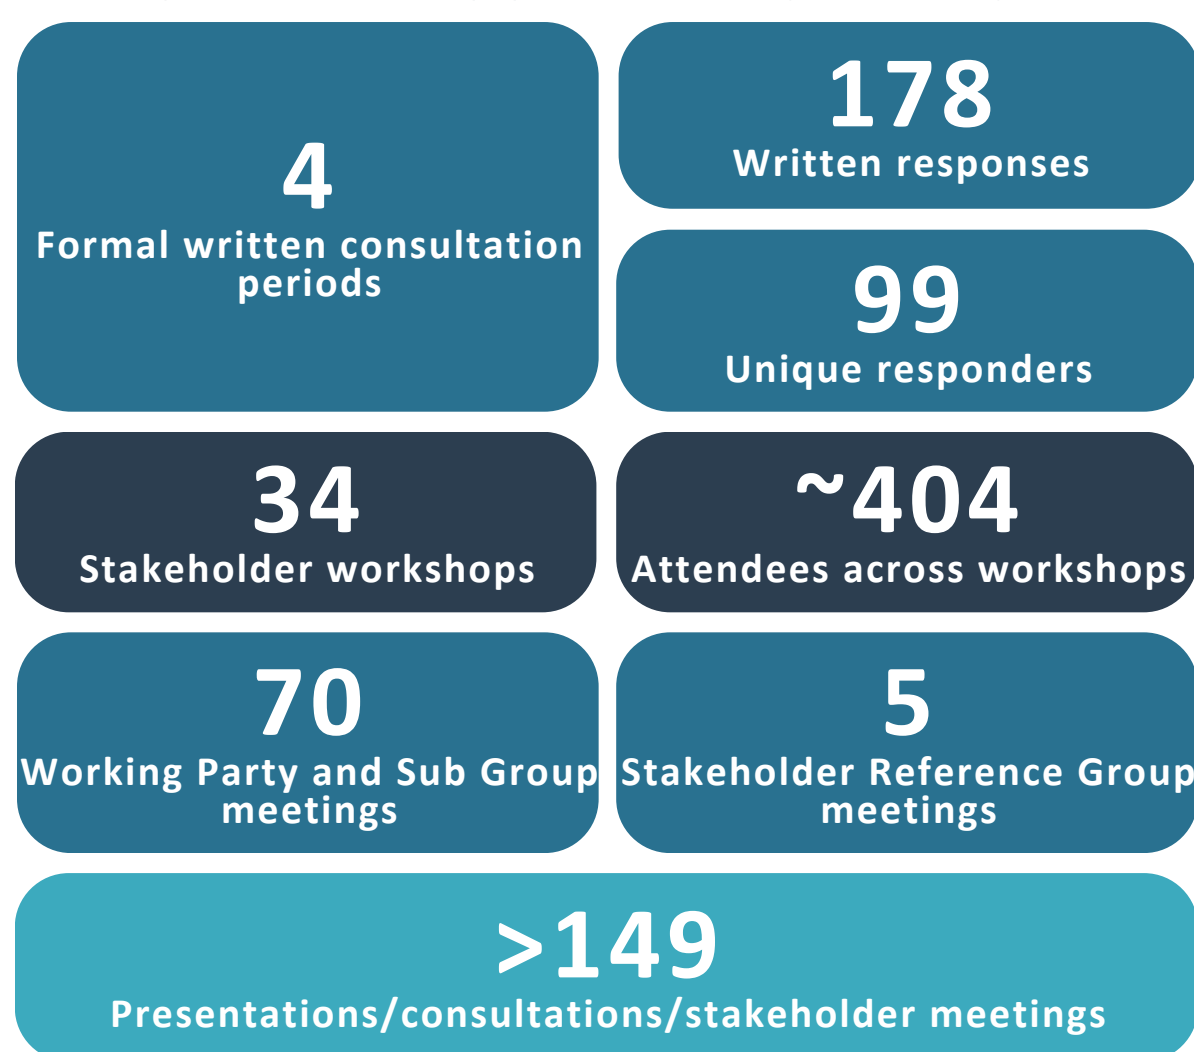 4
Formal written consultation
periods
178
Written responses
99
Unique responders
34
Stakeholder workshops
~404
Attendees across workshops
70
Working Party and Sub Group
meetings
5
Stakeholder Reference Group
meetings
>149
Presentations/consultations/stakeholder meetings